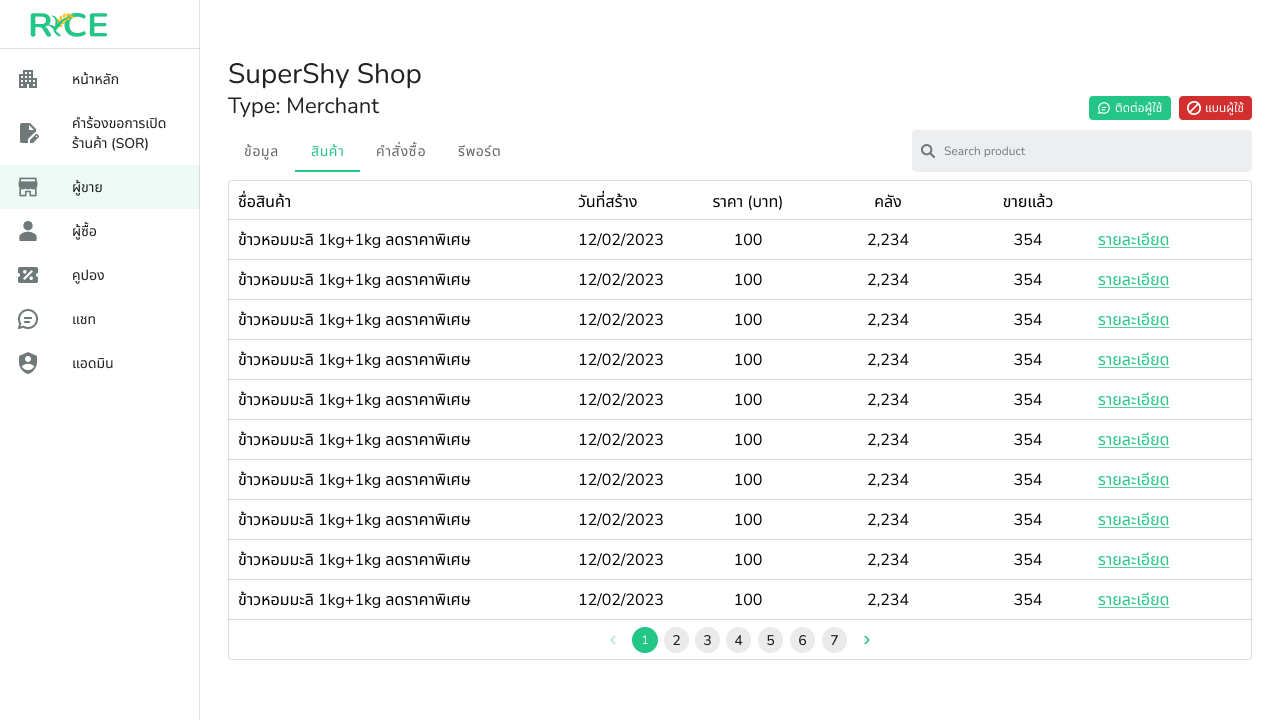 RICE
หน้าหลัก
คำร้องขอการเปิด
ร้านค้า (SOR)
ผู้ขาย
ผู้ซื้อ
คูปอง
แชท
แอดมิน
SuperShy Shop
Type: Merchant
ติดต่อผู้ใช้ แบนผู้ใช้
ข้อมูล สินค้า คำสั่งซื้อ รีพอร์ต
Search product
ชื่อสินค้า วันที่สร้าง ราคา (บาท) คลัง ขายแล้ว
ข้าวหอมมะลิ 1kg+1kg ลดราคาพิเศษ 12/02/2023 100 2,234 354 รายละเอียด
ข้าวหอมมะลิ 1kg+1kg ลดราคาพิเศษ 12/02/2023 100 2,234 354 รายละเอียด
ข้าวหอมมะลิ 1kg+1kg ลดราคาพิเศษ 12/02/2023 100 2,234 354 รายละเอียด
ข้าวหอมมะลิ 1kg+1kg ลดราคาพิเศษ 12/02/2023 100 2,234 354 รายละเอียด
ข้าวหอมมะลิ 1kg+1kg ลดราคาพิเศษ 12/02/2023 100 2,234 354 รายละเอียด
ข้าวหอมมะลิ 1kg+1kg ลดราคาพิเศษ 12/02/2023 100 2,234 354 รายละเอียด
ข้าวหอมมะลิ 1kg+1kg ลดราคาพิเศษ 12/02/2023 100 2,234 354 รายละเอียด
ข้าวหอมมะลิ 1kg+1kg ลดราคาพิเศษ 12/02/2023 100 2,234 354 รายละเอียด
ข้าวหอมมะลิ 1kg+1kg ลดราคาพิเศษ 12/02/2023 100 2,234 354 รายละเอียด
ข้าวหอมมะลิ 1kg+1kg ลดราคาพิเศษ 12/02/2023 100 2,234 354 รายละเอียด
1 2 3 4 5 6 7